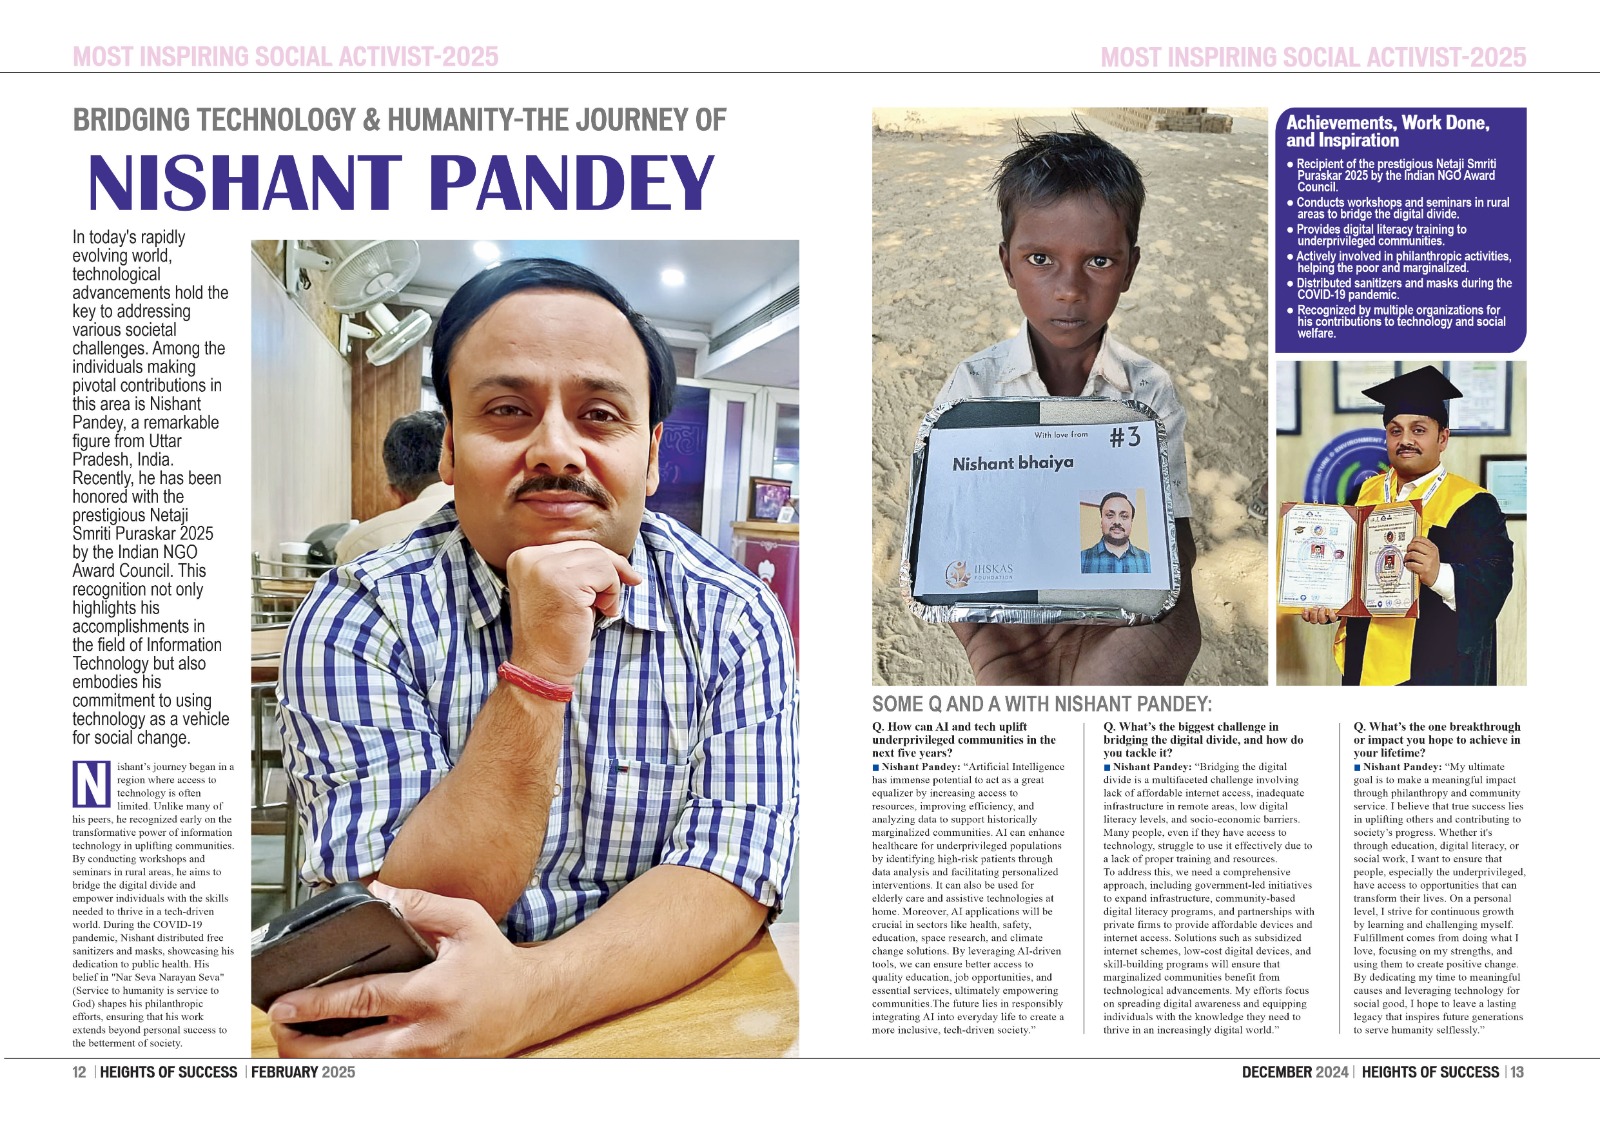 MOST INSPIRING SOCIAL ACTIVIST-2025
BRIDGING TECHNOLOGY & HUMANITY-THE JOURNEY OF
NISHANT PANDEY
In today's rapidly
evolving world,
technological
advancements hold the
key to addressing
various societal
challenges. Among the
individuals making
pivotal contributions in
this area is Nishant
Pandey, a remarkable
figure from Uttar
Pradesh, India.
Recently, he has been
honored with the
prestigious Netaji
Smriti Puraskar 2025
by the Indian NGO
Award Council. This
recognition not only
highlights his
accomplishments in
the field of Information
Technology but also
embodies his
commitment to using
technology as a vehicle
for social change.
Nishant's journey began in a
region where access to
technology is often
limited. Unlike many of
his peers, he recognized early on the
transformative power of information
technology in uplifting communities.
By conducting workshops and
seminars in rural areas, he aims to
bridge the digital divide and
empower individuals with the skills
needed to thrive in a tech-driven
world. During the COVID-19
pandemic, Nishant distributed free
sanitizers and masks, showcasing his
dedication to public health. His
belief in "Nar Seva Narayan Seva"
(Service to humanity is service to
God) shapes his philanthropic
efforts, ensuring that his work
extends beyond personal success to
the betterment of society.
12 | HEIGHTS OF SUCCESS | FEBRUARY 2025
MOST INSPIRING SOCIAL ACTIVIST-2025
With love from #3
Nishant bhaiya
IHSKAS
FOUNDATION
Achievements, Work Done,
and Inspiration
● Recipient of the prestigious Netaji Smriti
Puraskar 2025 by the Indian NGO Award
Council.
● Conducts workshops and seminars in rural
areas to bridge the digital divide.
● Provides digital literacy training to
underprivileged communities.
● Actively involved in philanthropic activities,
helping the poor and marginalized.
● Distributed sanitizers and masks during the
COVID-19 pandemic.
● Recognized by multiple organizations for
his contributions to technology and social
welfare.
SOME Q AND A WITH NISHANT PANDEY:
Q. How can AI and tech uplift
underprivileged communities in the
next five years?
■ Nishant Pandey: “Artificial Intelligence
has immense potential to act as a great
equalizer by increasing access to
resources, improving efficiency, and
analyzing data to support historically
marginalized communities. AI can enhance
healthcare for underprivileged populations
by identifying high-risk patients through
data analysis and facilitating personalized
interventions. It can also be used for
elderly care and assistive technologies at
home. Moreover, AI applications will be
crucial in sectors like health, safety,
education, space research, and climate
change solutions. By leveraging AI-driven
tools, we can ensure better access to
quality education, job opportunities, and
essential services, ultimately empowering
communities.The future lies in responsibly
integrating AI into everyday life to create a
more inclusive, tech-driven society.”
Q. What’s the biggest challenge in
bridging the digital divide, and how do
you tackle it?
■ Nishant Pandey: “Bridging the digital
divide is a multifaceted challenge involving
lack of affordable internet access, inadequate
infrastructure in remote areas, low digital
literacy levels, and socio-economic barriers.
Many people, even if they have access to
technology, struggle to use it effectively due to
a lack of proper training and resources.
To address this, we need a comprehensive
approach, including government-led initiatives
to expand infrastructure, community-based
digital literacy programs, and partnerships with
private firms to provide affordable devices and
internet access. Solutions such as subsidized
internet schemes, low-cost digital devices, and
skill-building programs will ensure that
marginalized communities benefit from
technological advancements. My efforts focus
on spreading digital awareness and equipping
individuals with the knowledge they need to
thrive in an increasingly digital world.”
Q. What’s the one breakthrough
or impact you hope to achieve in
your lifetime?
■ Nishant Pandey: “My ultimate
goal is to make a meaningful impact
through philanthropy and community
service. I believe that true success lies
in uplifting others and contributing to
society’s progress. Whether it's
through education, digital literacy, or
social work, I want to ensure that
people, especially the underprivileged,
have access to opportunities that can
transform their lives. On a personal
level, I strive for continuous growth
by learning and challenging myself.
Fulfillment comes from doing what I
love, focusing on my strengths, and
using them to create positive change.
By dedicating my time to meaningful
causes and leveraging technology for
social good, I hope to leave a lasting
legacy that inspires future generations
to serve humanity selflessly.”
DECEMBER 2024 | HEIGHTS OF SUCCESS | 13